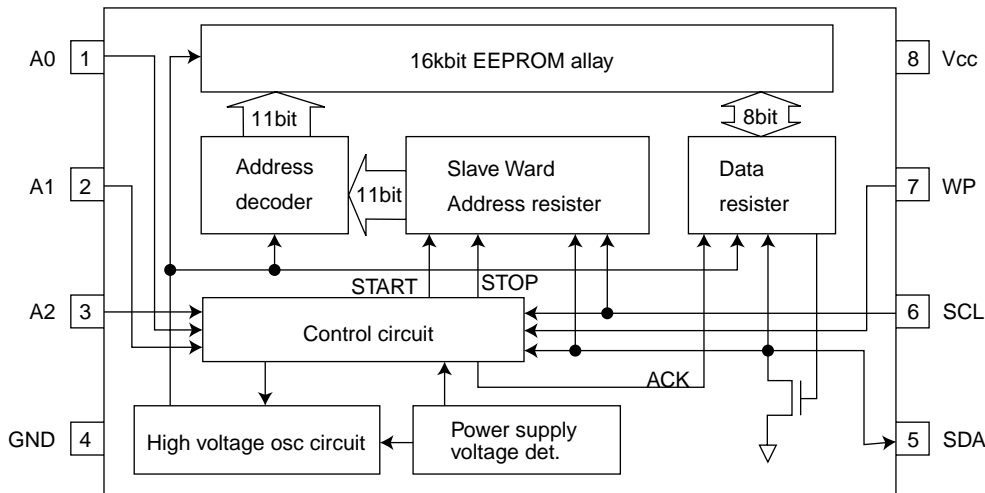 A0 1
16kbit EEPROM allay
8 Vcc
11bit
8bit
A1 2
Address
decoder
11bit
Slave Ward
Address resister
Data
resister
7 WP
START
STOP
A2 3
Control circuit
6 SCL
ACK
GND 4
High voltage osc circuit
Power supply
voltage det.
5 SDA